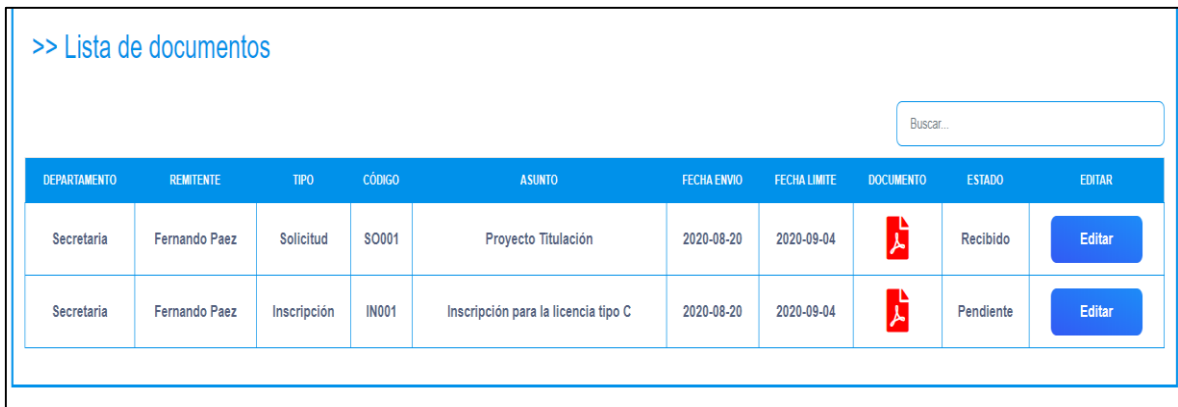 >> Lista de documentos
Buscar...
DEPARTAMENTO REMITENTE TIPO CÓDIGO ASUNTO FECHA ENVIO FECHA LIMITE DOCUMENTO ESTADO EDITAR
Secretaria Fernando Paez Solicitud SO001 Proyecto Titulación 2020-08-20 2020-09-04 Recibido Editar
Secretaria Fernando Paez Inscripción IN001 Inscripción para la licencia tipo C 2020-08-20 2020-09-04 Pendiente Editar